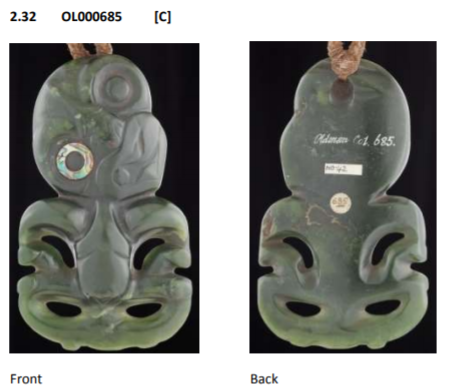 2.32 OL000685 [C]
Oldman Col. 685.
685
Front Back